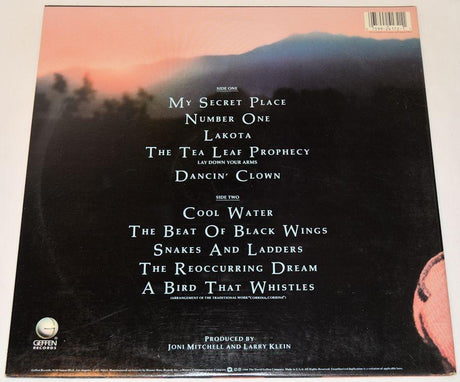 SIDE ONE
MY SECRET PLACE
NUMBER ONE
LAKOTA
THE TEA LEAF PROPHECY
LAY DOWN YOUR ARMS
DANCIN' CLOWN
SIDE TWO
COOL WATER
THE BEAT OF BLACK WINGS
SNAKES AND LADDERS
THE REOCCURRING DREAM
A BIRD THAT WHISTLES
(ARRANGEMENT OF THE TRADITIONAL WORK "CORRINA, CORRINA")
PRODUCED BY
JONI MITCHELL AND LARRY KLEIN
GEFFEN
RECORDS